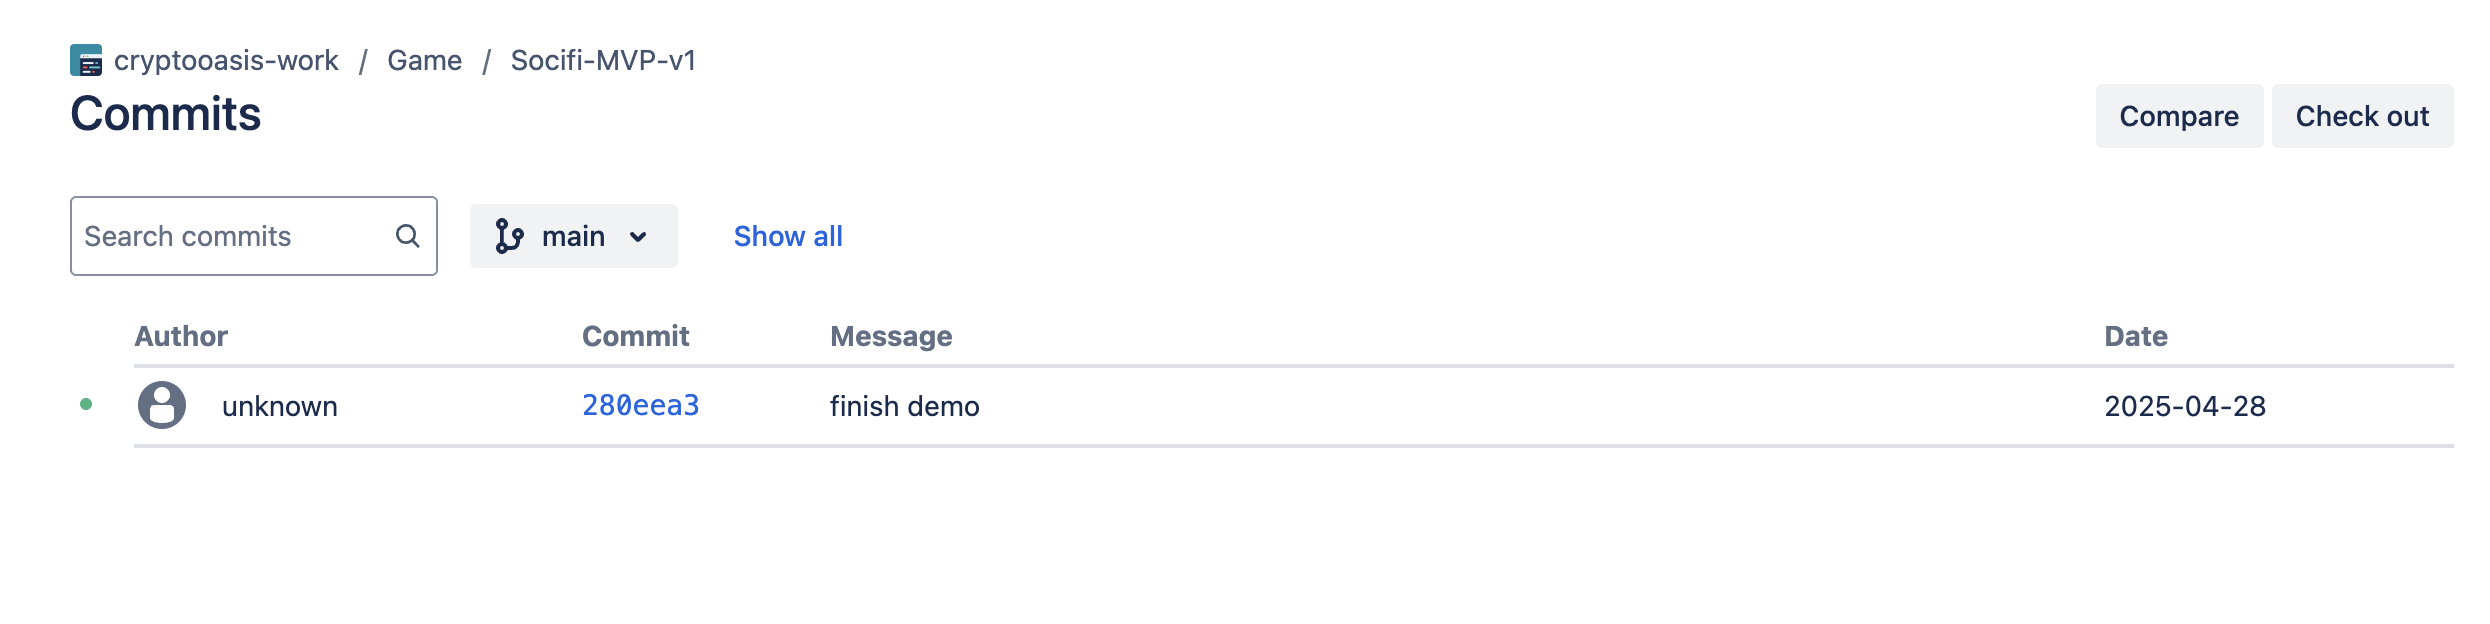 cryptooasis-work / Game / Socifi-MVP-v1
Commits
Compare
Check out
Search commits
main
Show all
Author Commit Message Date
unknown 280eea3 finish demo 2025-04-28